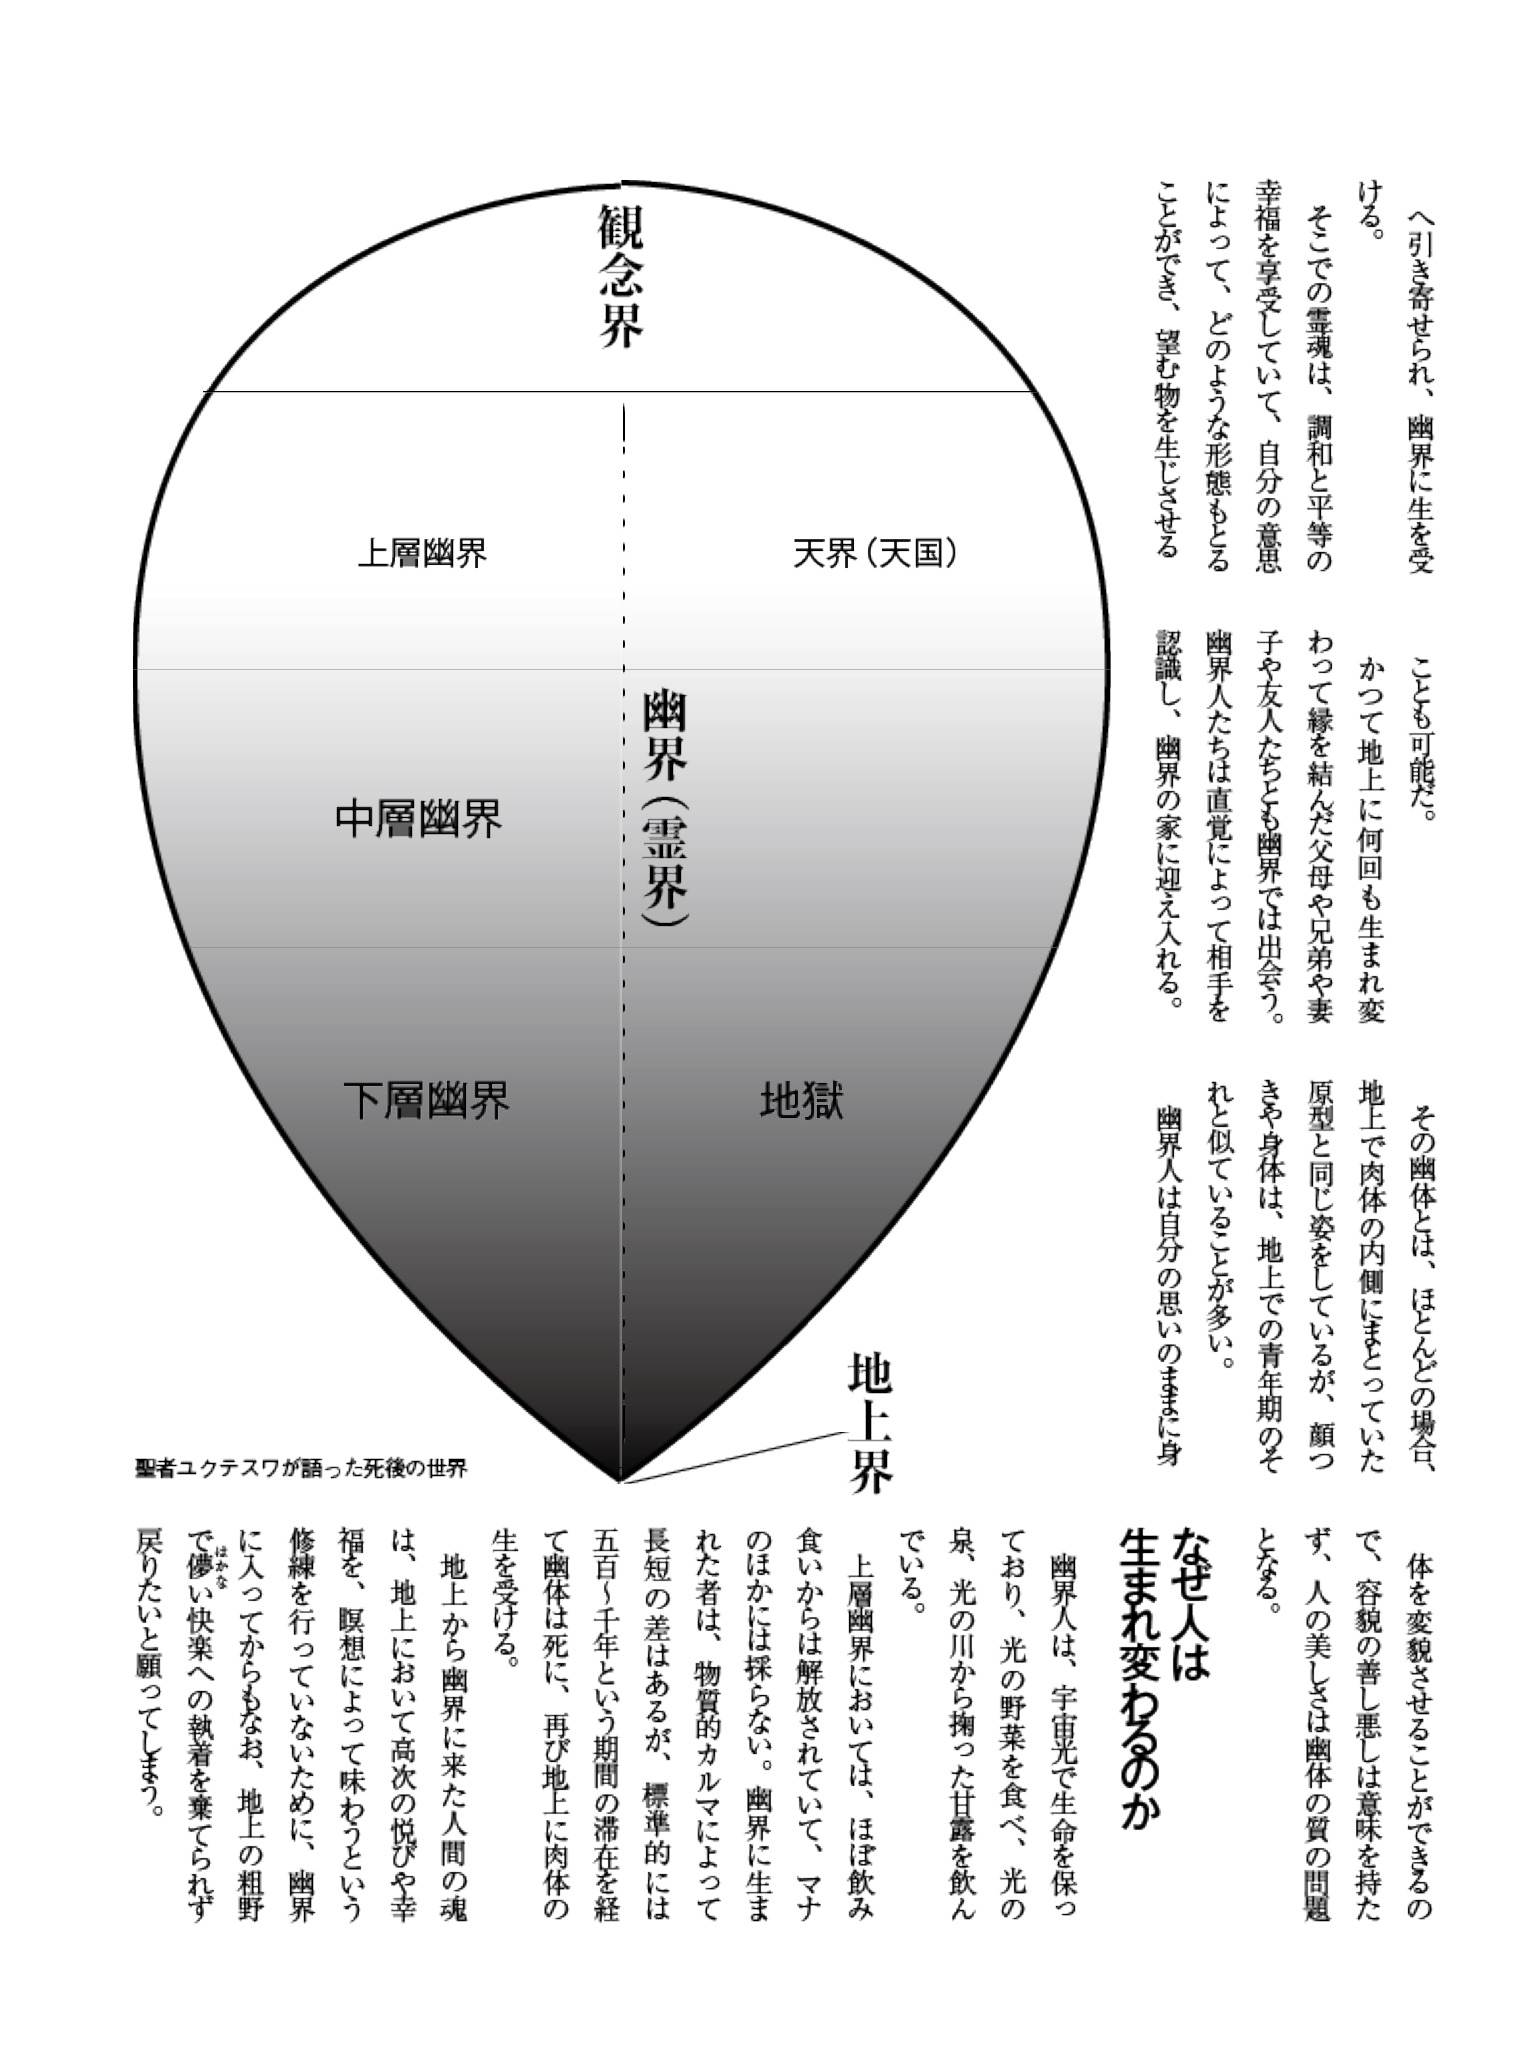 へ引き寄せられ、幽界に生を受
ける。
そこでの霊魂は、調和と平等の
幸福を享受していて、自分の意思
によって、どのような形態もとる
ことができ、望む物を生じさせる
ことも可能だ。
かつて地上に何回も生まれ変
わって縁を結んだ父母や兄弟や妻
子や友人たちとも幽界では出会う。
幽界人たちは直覚によって相手を
認識し、幽界の家に迎え入れる。
その幽体とは、ほとんどの場合、
地上で肉体の内側にまとっていた
原型と同じ姿をしているが、顔つ
きや身体は、地上での青年期のそ
れと似ていることが多い。
幽界人は自分の思いのままに身
体を変貌させることができるの
で、容貌の善し悪しは意味を持た
ず、人の美しさは幽体の質の問題
となる。
なぜ人は
生まれ変わるのか
幽界人は、宇宙光で生命を保っ
ており、光の野菜を食べ、光の
泉、光の川から掬った甘露を飲ん
でいる。
上層幽界においては、ほぼ飲み
食いからは解放されていて、マナ
のほかには採らない。幽界に生ま
れた者は、物質的カルマによって
長短の差はあるが、標準的には
五百～千年という期間の滞在を経
て幽体は死に、再び地上に肉体の
生を受ける。
地上から幽界に来た人間の魂
は、地上において高次の悦びや幸
福を、瞑想によって味わうという
修練を行っていないために、幽界
に入ってからもなお、地上の粗野
で儚い快楽への執着を棄てられず
はかな
戻りたいと願ってしまう。
観念界
上層幽界
天界（天国）
幽界（霊界）
中層幽界
下層幽界
地獄
地上界
聖者ユクテスワが語った死後の世界